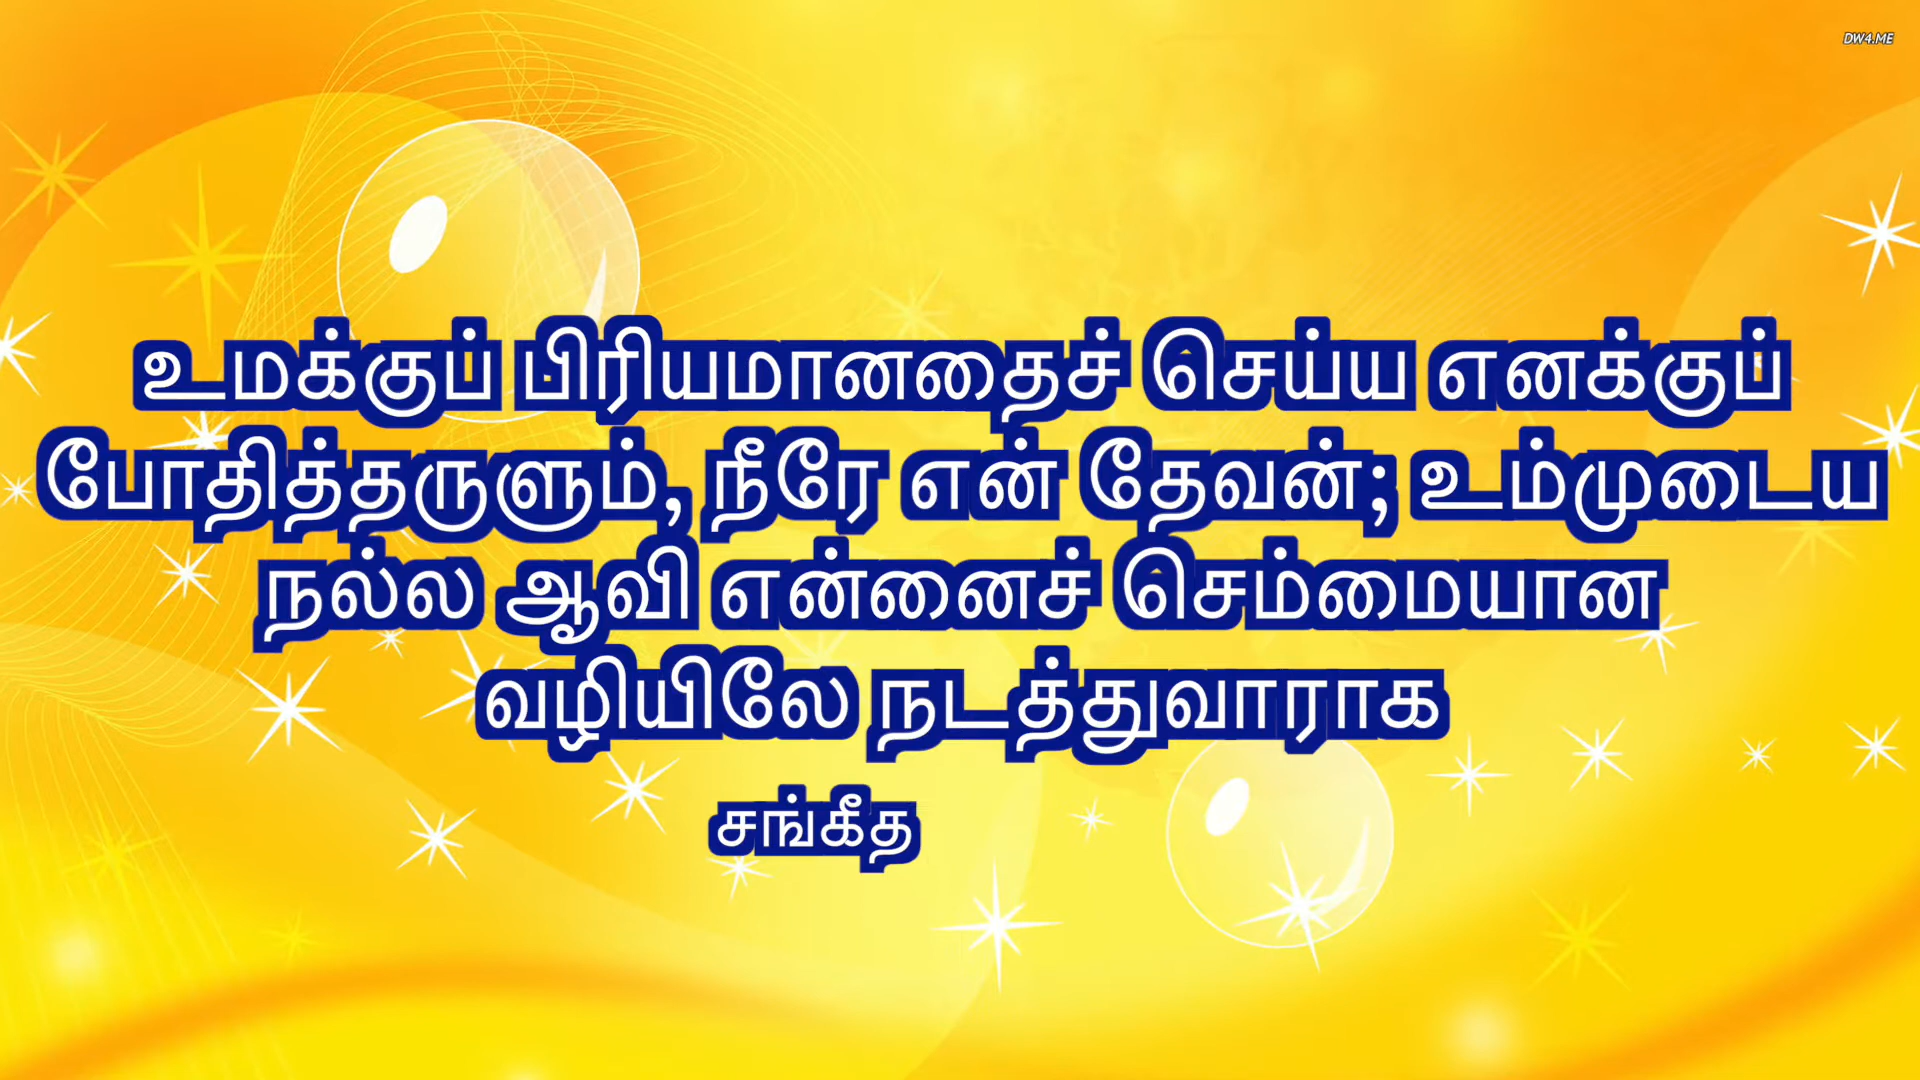 DW4.ME
உமக்குப் பிரியமானதைச் செய்ய எனக்குப்
போதித்தருளும், நீரே என் தேவன்; உம்முடைய
நல்ல ஆவி என்னைச் செம்மையான
வழியிலே நடத்துவாராக
சங்கீத